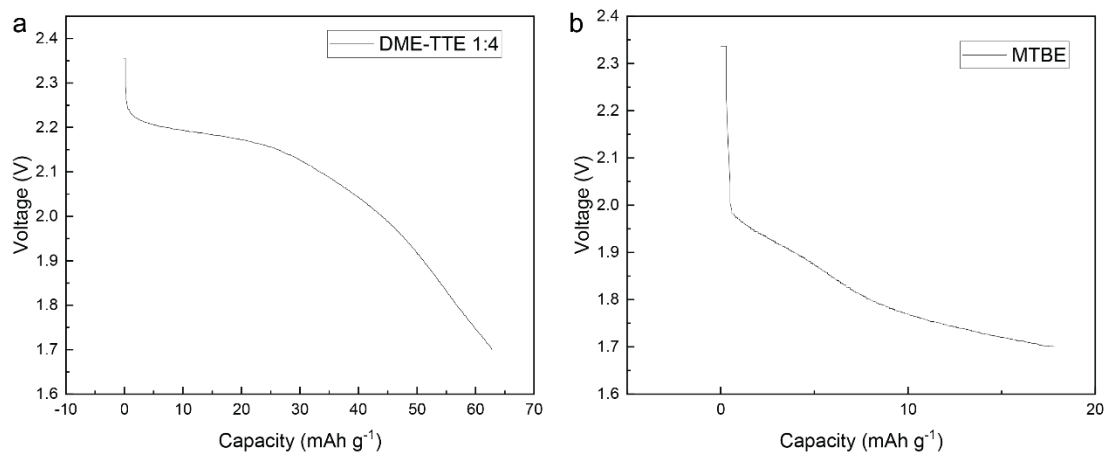 a
DME-TTE 1:4
Voltage (V)
2.4
2.3
2.2
2.1
2.0
1.9
1.8
1.7
1.6
-10 0 10 20 30 40 50 60 70
Capacity (mAh g⁻¹)
b
MTBE
Voltage (V)
2.4
2.3
2.2
2.1
2.0
1.9
1.8
1.7
1.6
0 10 20
Capacity (mAh g⁻¹)